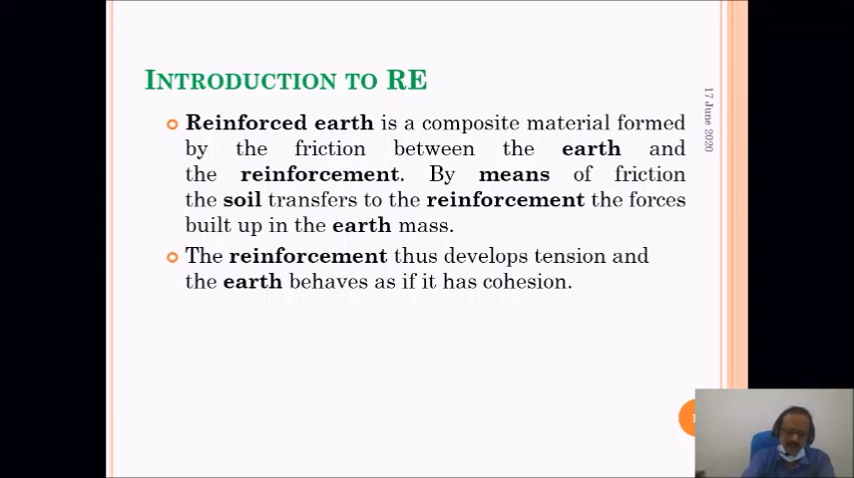 INTRODUCTION TO RE
Reinforced earth is a composite material formed
by the friction between the earth and
the reinforcement. By means of friction
the soil transfers to the reinforcement the forces
built up in the earth mass.
The reinforcement thus develops tension and
the earth behaves as if it has cohesion.
17 June 2020